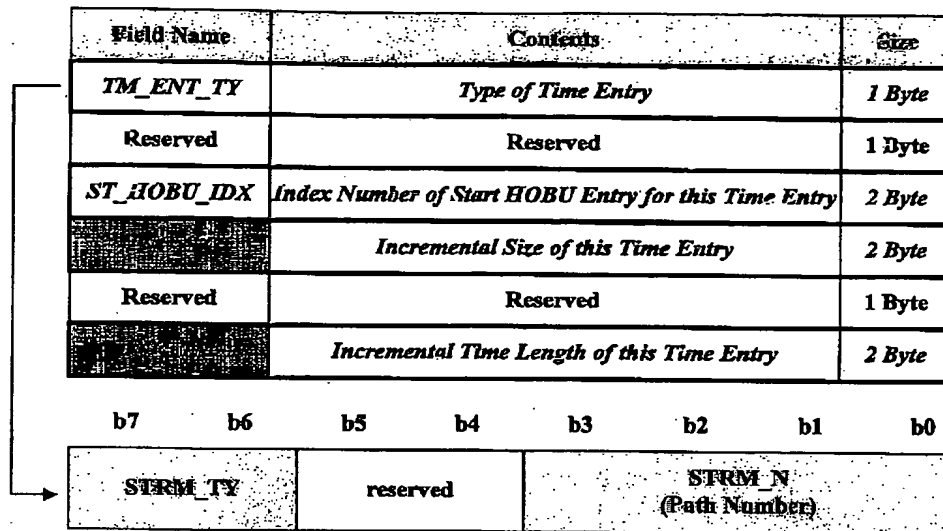 Field Name Contents Size
TM_ENT_TY Type of Time Entry 1 Byte
Reserved Reserved 1 Byte
ST_HOBU_IDX Index Number of Start HOBU Entry for this Time Entry 2 Byte
Incremental Size of this Time Entry 2 Byte
Reserved Reserved 1 Byte
Incremental Time Length of this Time Entry 2 Byte
b7 b6 b5 b4 b3 b2 b1 b0
STRM_TY reserved STRM_N
(Path Number)